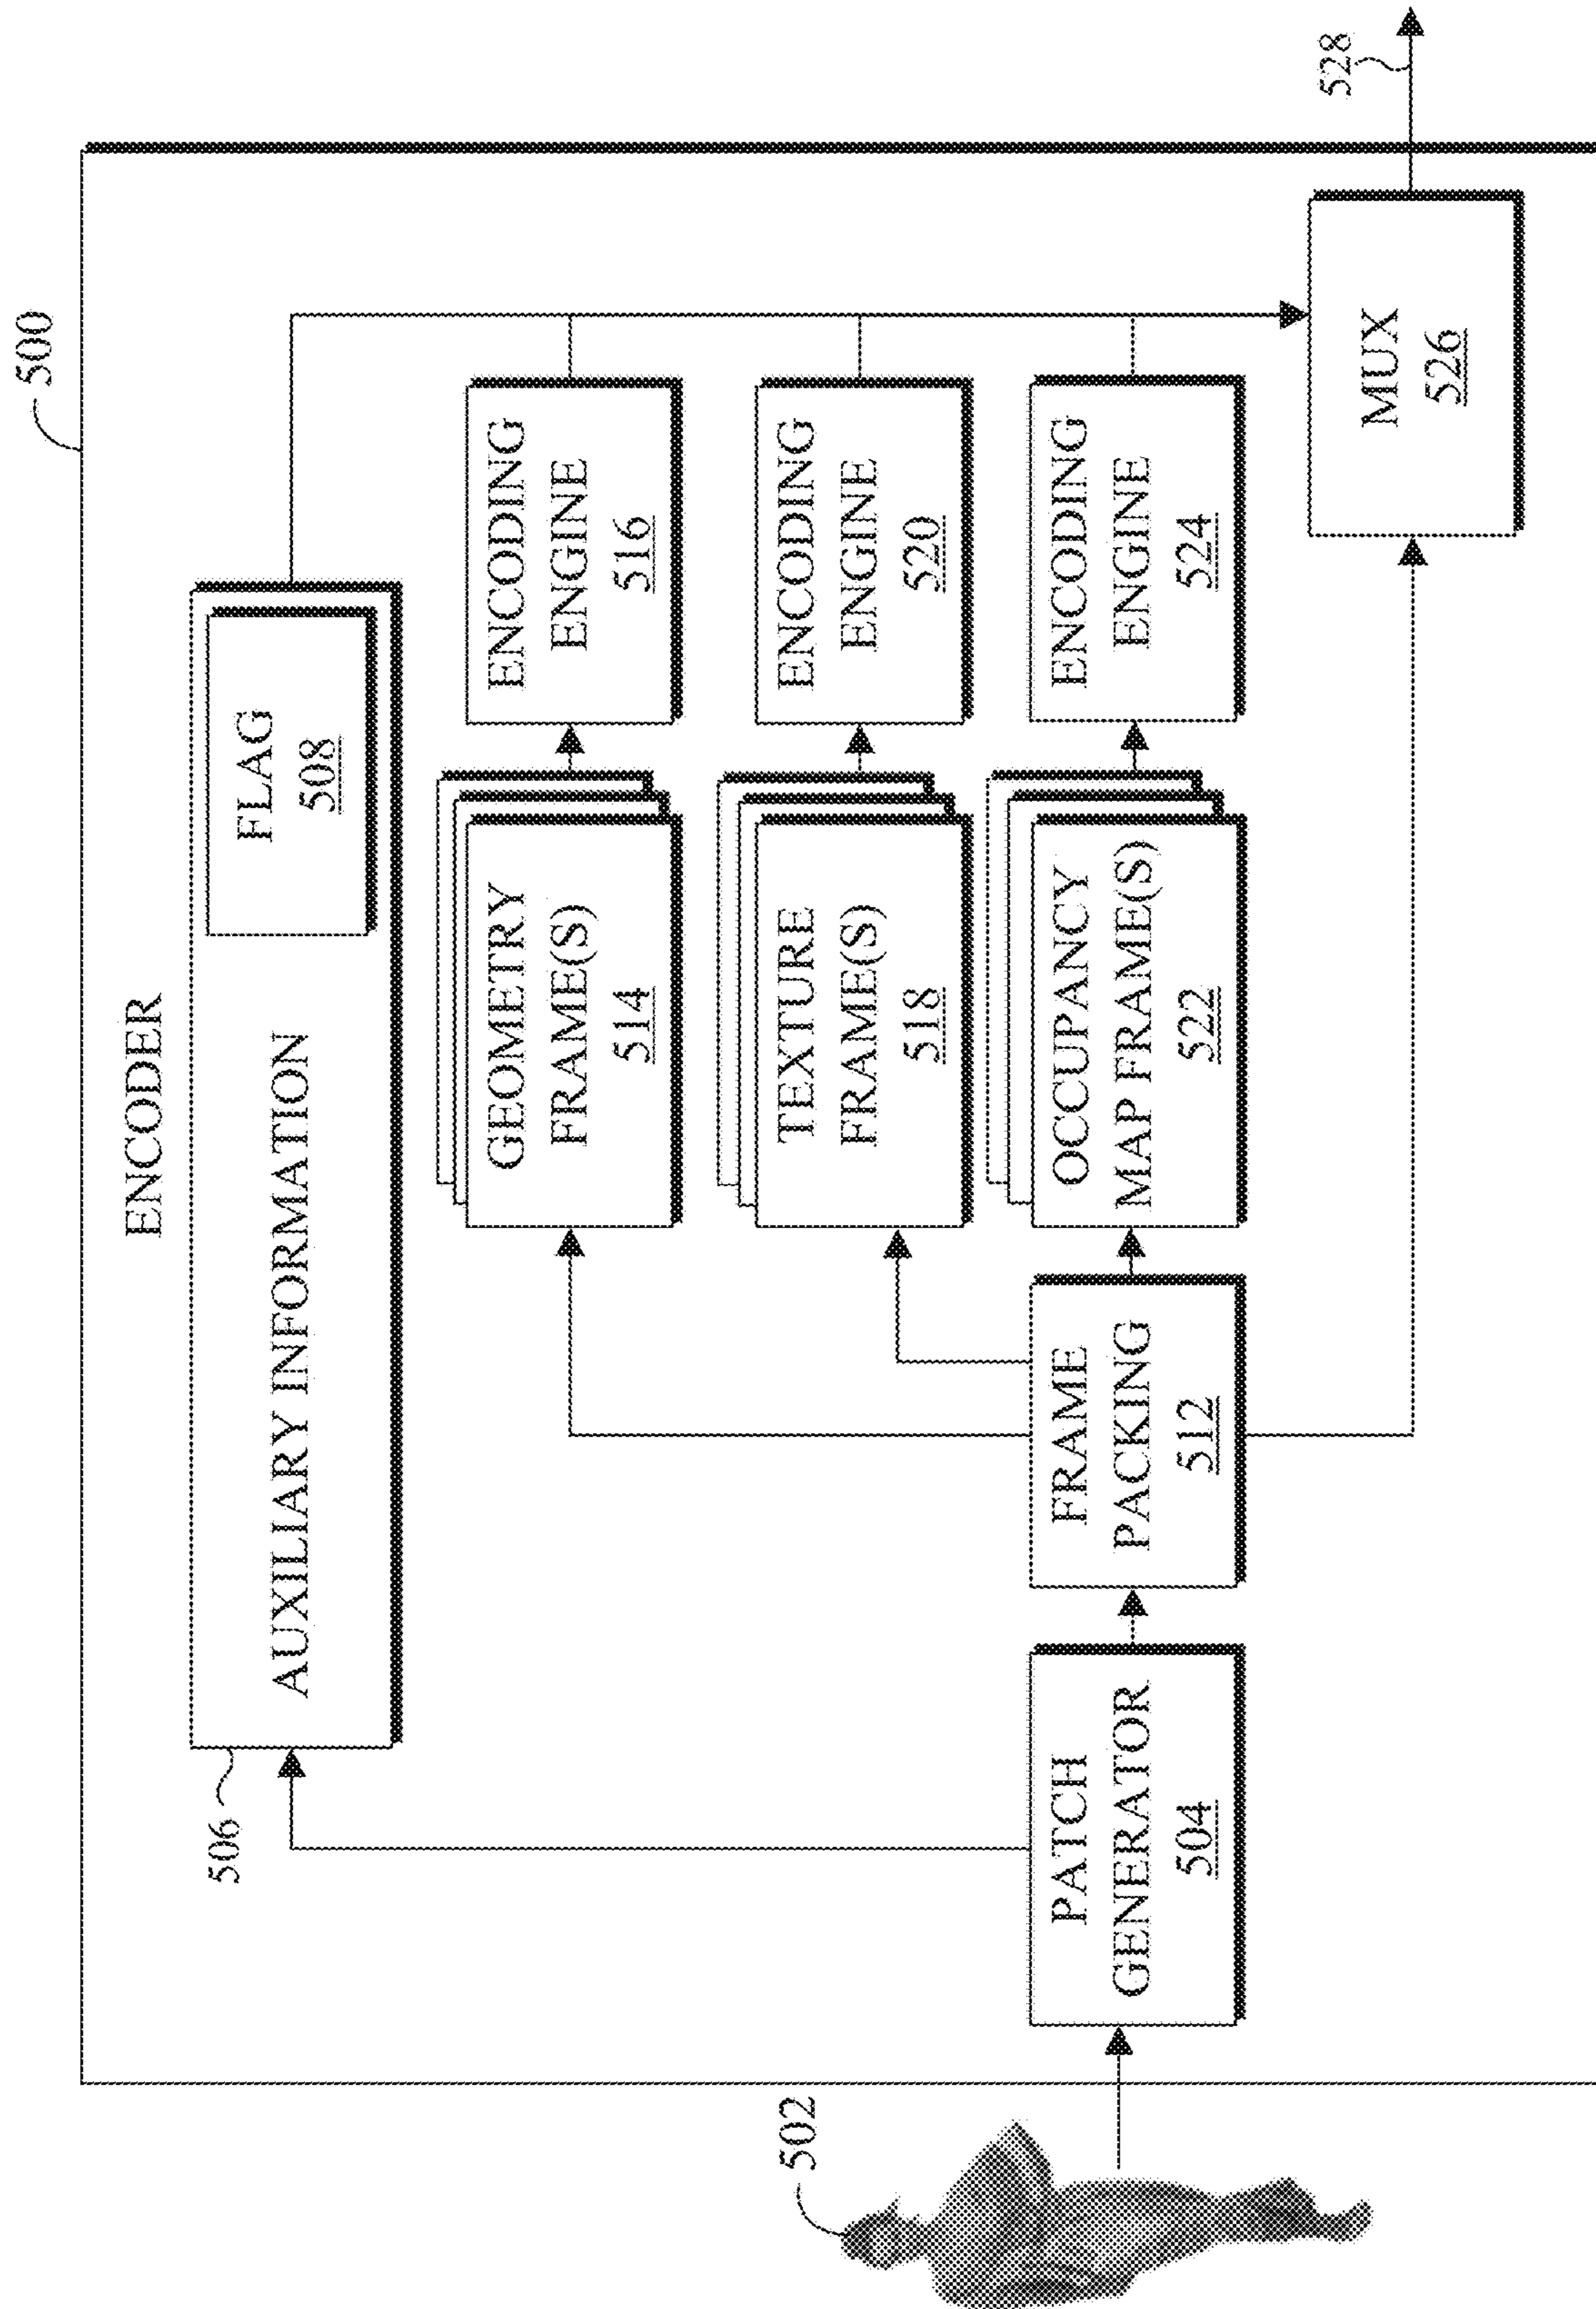 500
ENCODER
AUXILIARY INFORMATION
FLAG
508
506
GEOMETRY
FRAME(S)
514
ENCODING
ENGINE
516
TEXTURE
FRAME(S)
518
ENCODING
ENGINE
520
502
PATCH
GENERATOR
504
FRAME
PACKING
512
OCCUPANCY
MAP FRAME(S)
522
ENCODING
ENGINE
524
MUX
526
528